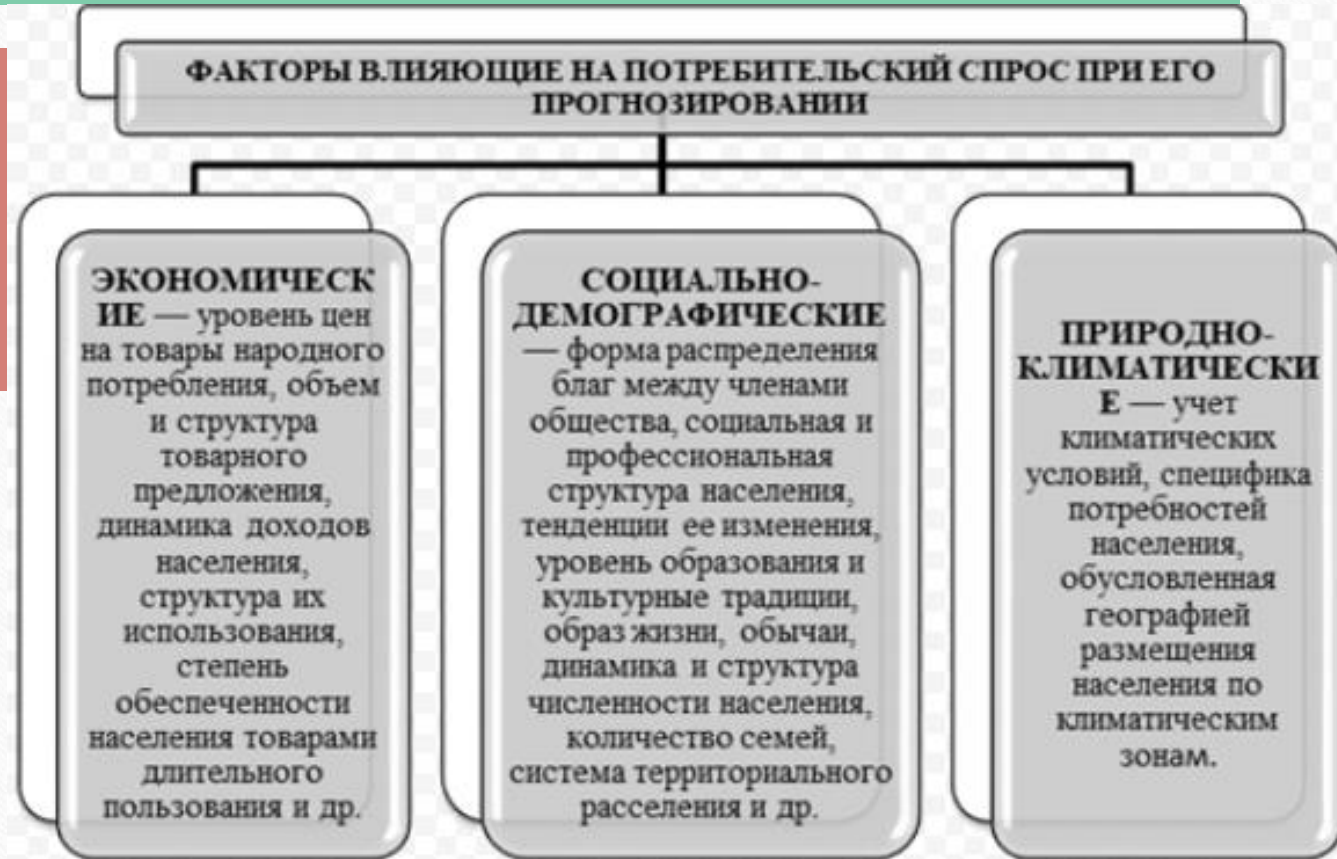 ФАКТОРЫ ВЛИЯЮЩИЕ НА ПОТРЕБИТЕЛЬСКИЙ СПРОС ПРИ ЕГО
ПРОГНОЗИРОВАНИИ
ЭКОНОМИЧЕСК
ИЕ — уровень цен
на товары народного
потребления, объем
и структура
товарного
предложения,
динамика доходов
населения,
структура их
использования,
степень
обеспеченности
населения товарами
длительного
пользования и др.
СОЦИАЛЬНО-
ДЕМОГРАФИЧЕСКИЕ
— форма распределения
благ между членами
общества, социальная и
профессиональная
структура населения,
тенденции ее изменения,
уровень образования и
культурные традиции,
образ жизни, обычаи,
динамика и структура
численности населения,
количество семей,
система территориального
расселения и др.
ПРИРОДНО-
КЛИМАТИЧЕСКИ
Е — учет
климатических
условий, специфика
потребностей
населения,
обусловленная
географией
размещения
населения по
климатическим
зонам.